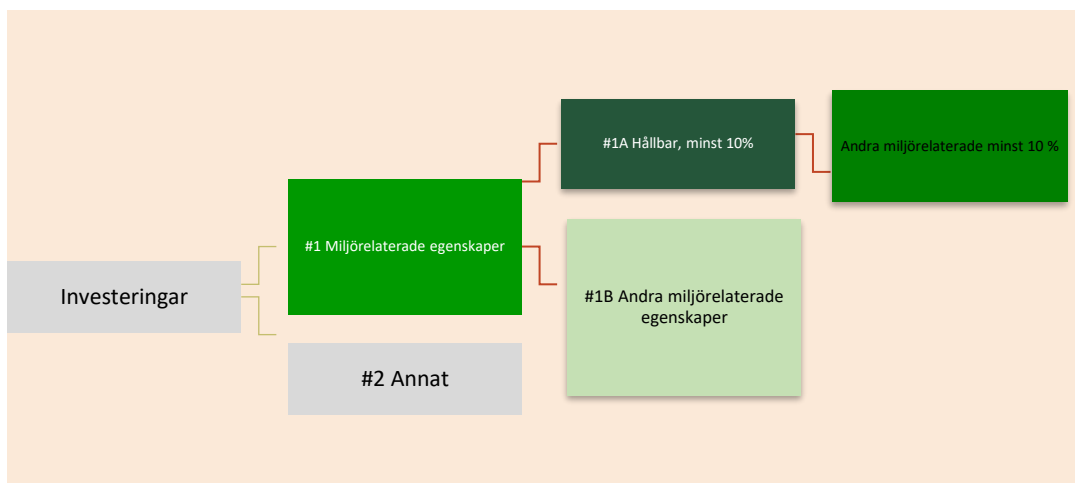 Investeringar
#1 Miljörelaterade egenskaper
#2 Annat
#1A Hållbar, minst 10%
#1B Andra miljörelaterade
egenskaper
Andra miljörelaterade minst 10 %